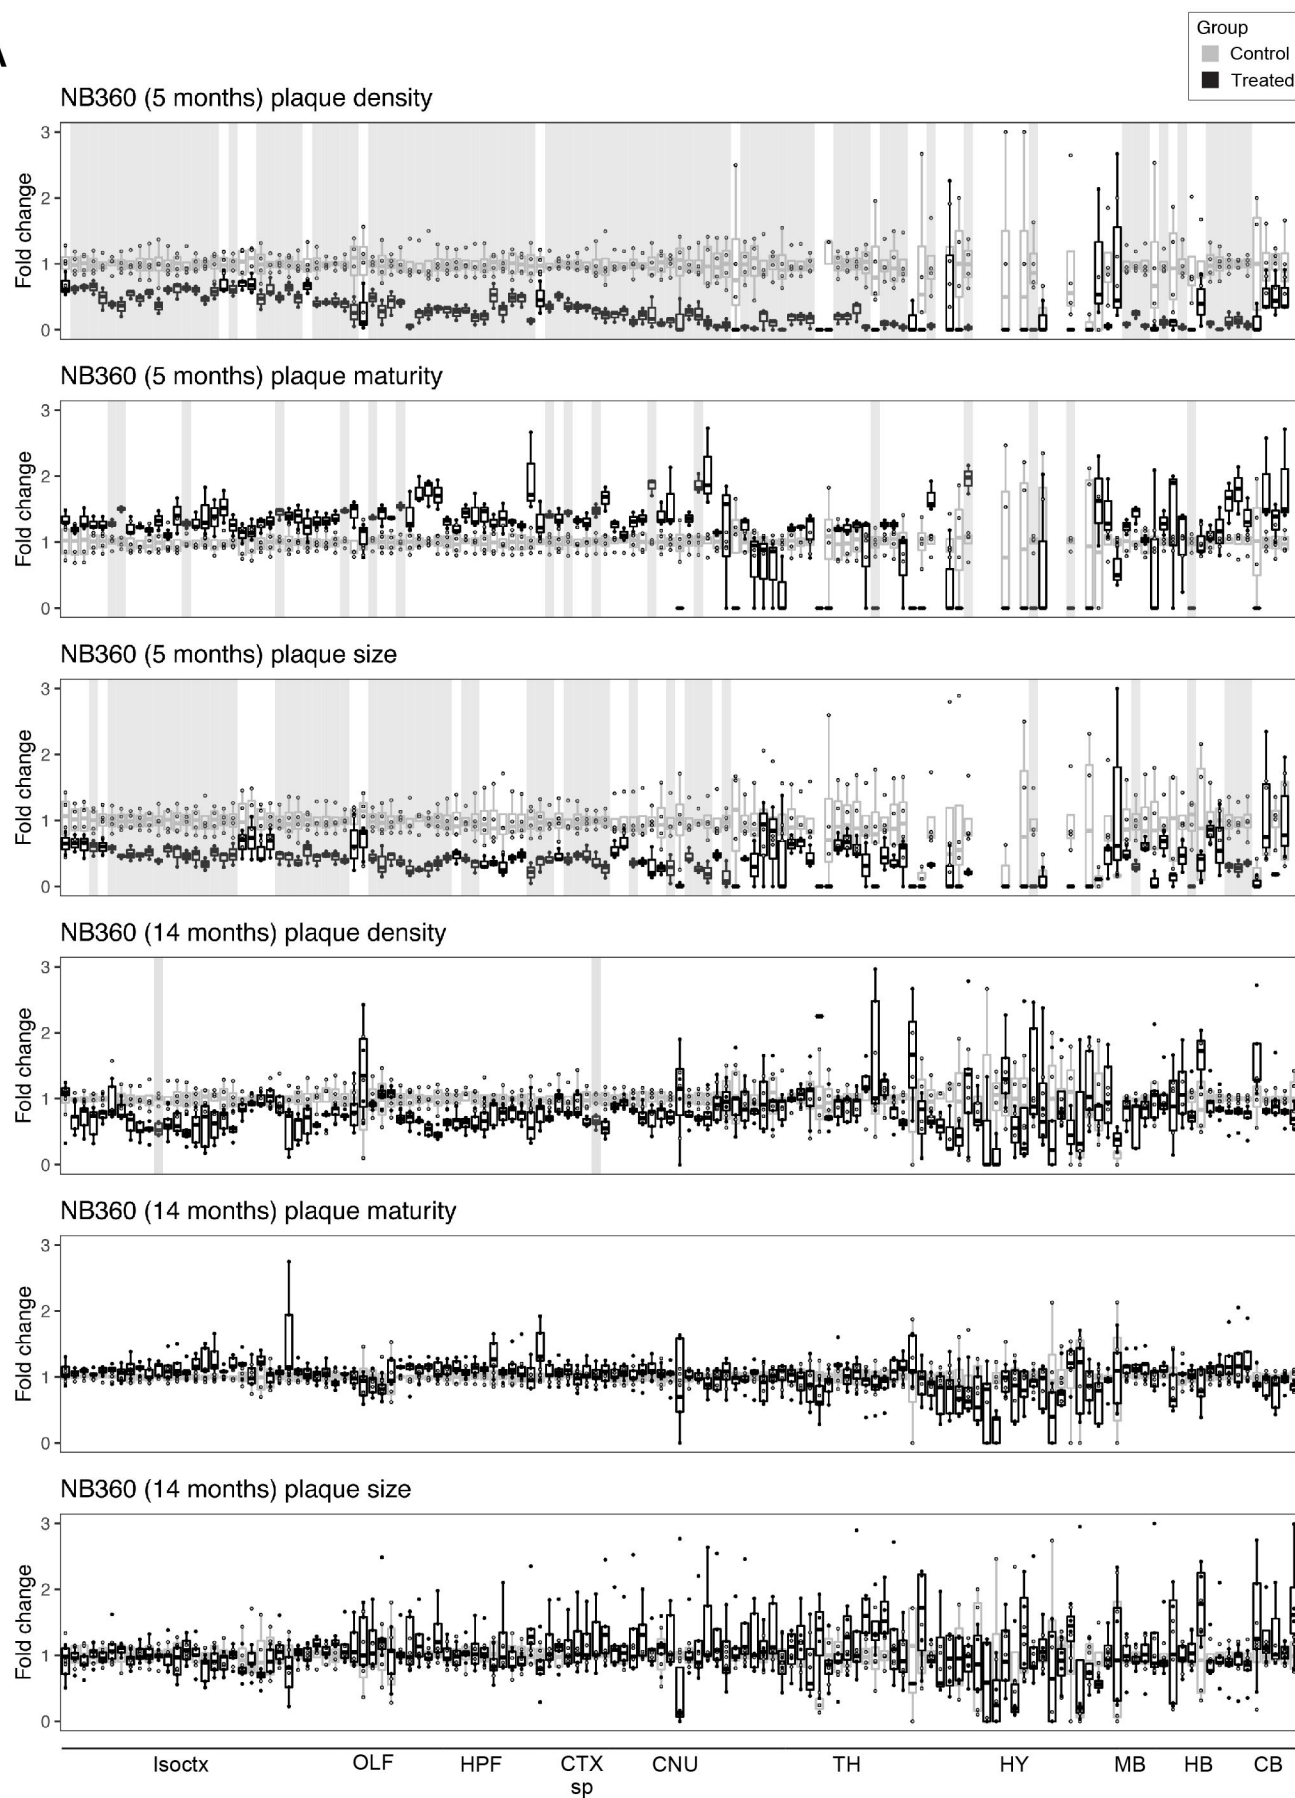 A
Group
Control
Treated
NB360 (5 months) plaque density
Fold change
3
2
1
0
NB360 (5 months) plaque maturity
Fold change
3
2
1
0
NB360 (5 months) plaque size
Fold change
3
2
1
0
NB360 (14 months) plaque density
Fold change
3
2
1
0
NB360 (14 months) plaque maturity
Fold change
3
2
1
0
NB360 (14 months) plaque size
Fold change
3
2
1
0
Isoctx OLF HPF CTX CNU TH HY MB HB CB
sp